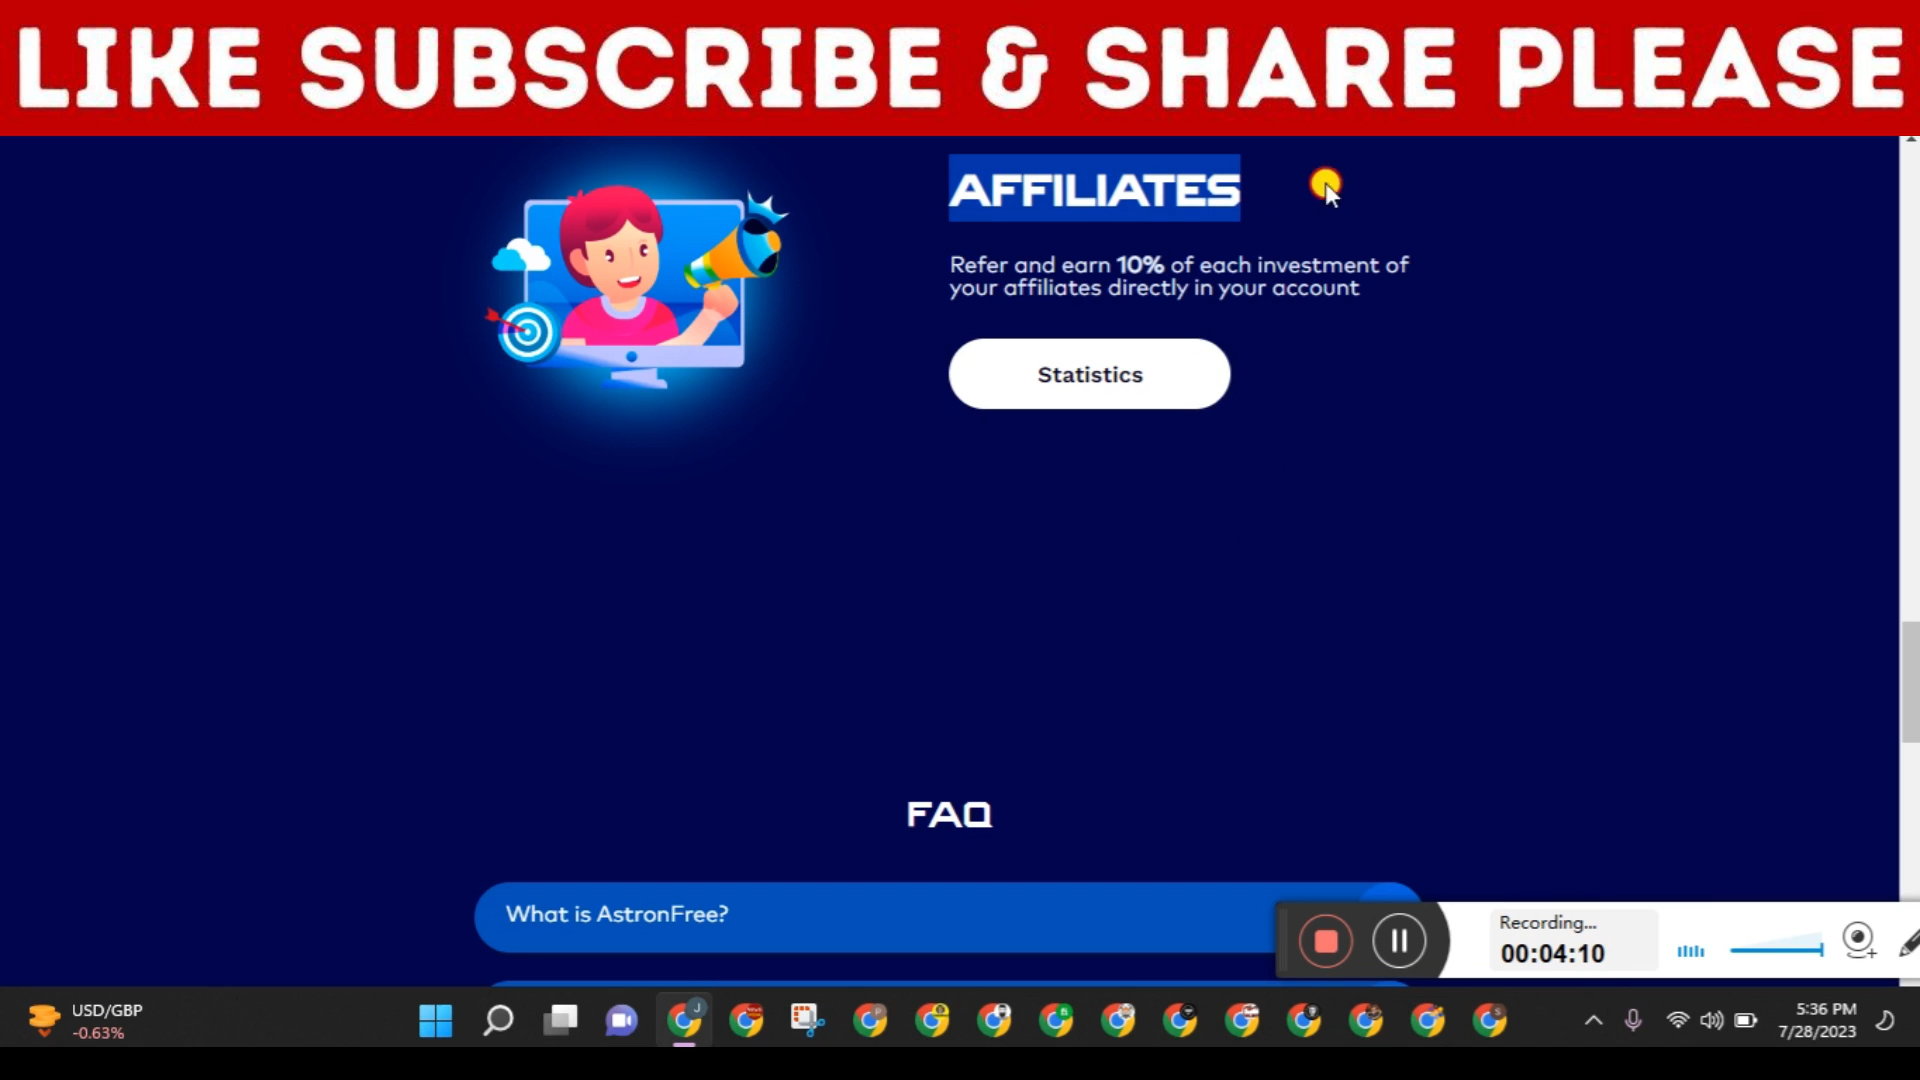 LIKE SUBSCRIBE & SHARE PLEASE
AFFILIATES
Refer and earn 10% of each investment of
your affiliates directly in your account
Statistics
FAQ
What is AstronFree?
Recording...
00:04:10
USD/GBP
-0.63%
5:36 PM
7/28/2023